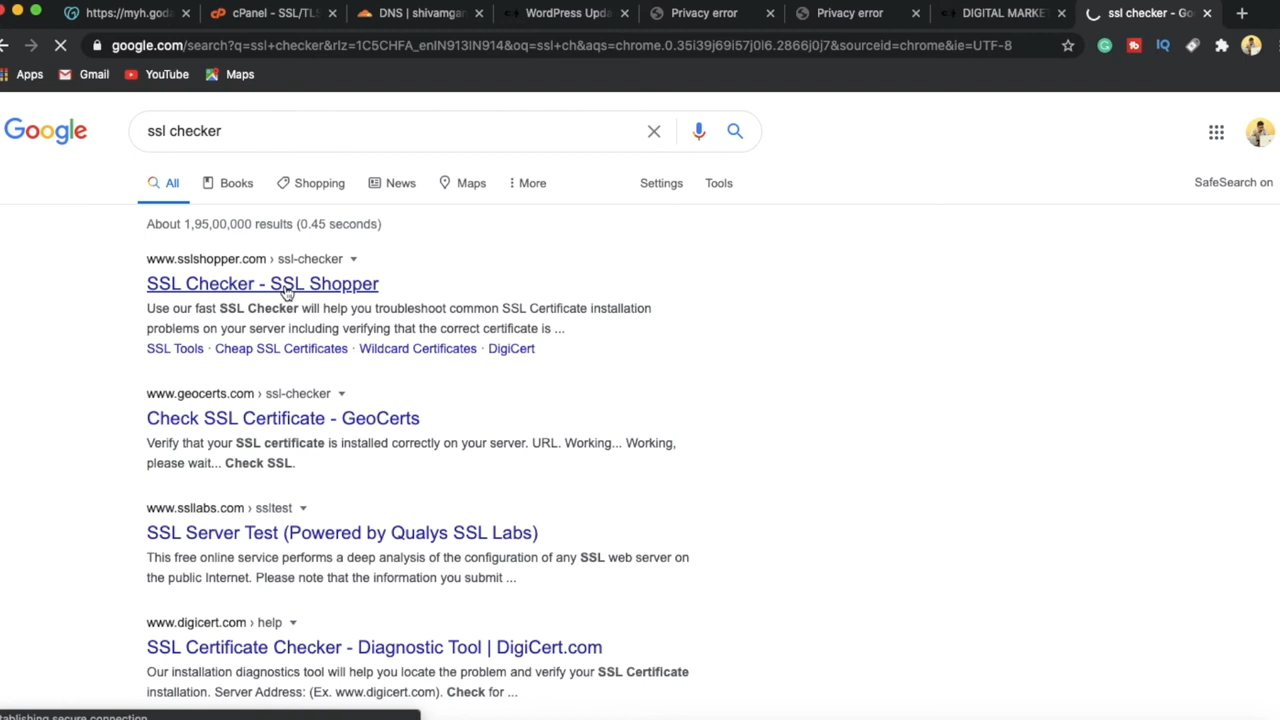 https://myh.goda
cPanel - SSL/TLS
DNS | shivamgar
WordPress Upda
Privacy error
Privacy error
DIGITAL MARKE
ssl checker - Go
google.com/search?q=ssl+checker&rlz=1C5CHFA_enIN913IN914&oq=ssl+ch&aqs=chrome.0.35i39j69i57j0l6.2866j0j7&sourceid=chrome&ie=UTF-8
Apps
Gmail
YouTube
Maps
Google
ssl checker
All
Books
Shopping
News
Maps
More
Settings
Tools
SafeSearch on
About 1,95,00,000 results (0.45 seconds)
www.sslshopper.com › ssl-checker
SSL Checker - SSL Shopper
Use our fast SSL Checker will help you troubleshoot common SSL Certificate installation
problems on your server including verifying that the correct certificate is ...
SSL Tools · Cheap SSL Certificates · Wildcard Certificates · DigiCert
www.geocerts.com › ssl-checker
Check SSL Certificate - GeoCerts
Verify that your SSL certificate is installed correctly on your server. URL. Working... Working,
please wait... Check SSL.
www.ssllabs.com › ssltest
SSL Server Test (Powered by Qualys SSL Labs)
This free online service performs a deep analysis of the configuration of any SSL web server on
the public Internet. Please note that the information you submit ...
www.digicert.com › help
SSL Certificate Checker - Diagnostic Tool | DigiCert.com
Our installation diagnostics tool will help you locate the problem and verify your SSL Certificate
installation. Server Address: (Ex. www.digicert.com). Check for ...
tablishing secure connection